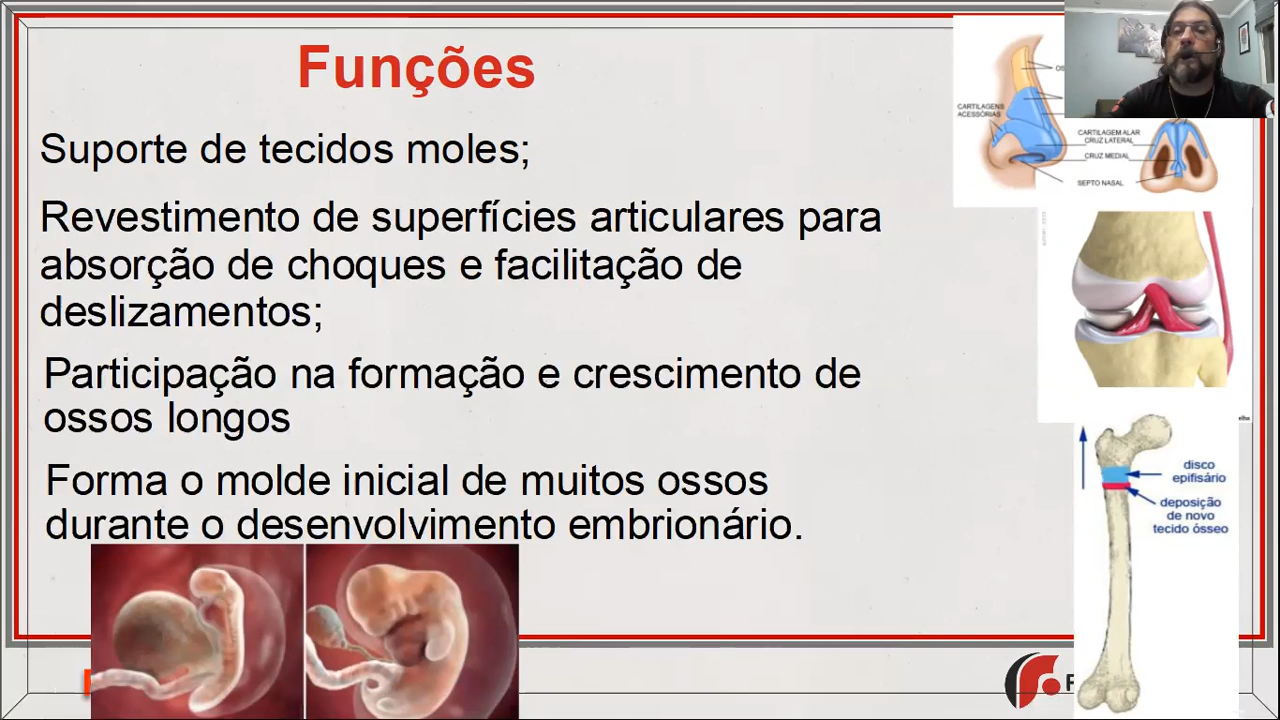 Funções
Suporte de tecidos moles;
Revestimento de superfícies articulares para
absorção de choques e facilitação de
deslizamentos;
Participação na formação e crescimento de
ossos longos
Forma o molde inicial de muitos ossos
durante o desenvolvimento embrionário.
CARTILAGENS
ACESSÓRIAS
CARTILAGEM ALAR
CRUZ LATERAL
CRUZ MEDIAL
SEPTO NASAL
disco
epifisário
deposição
de novo
tecido ósseo